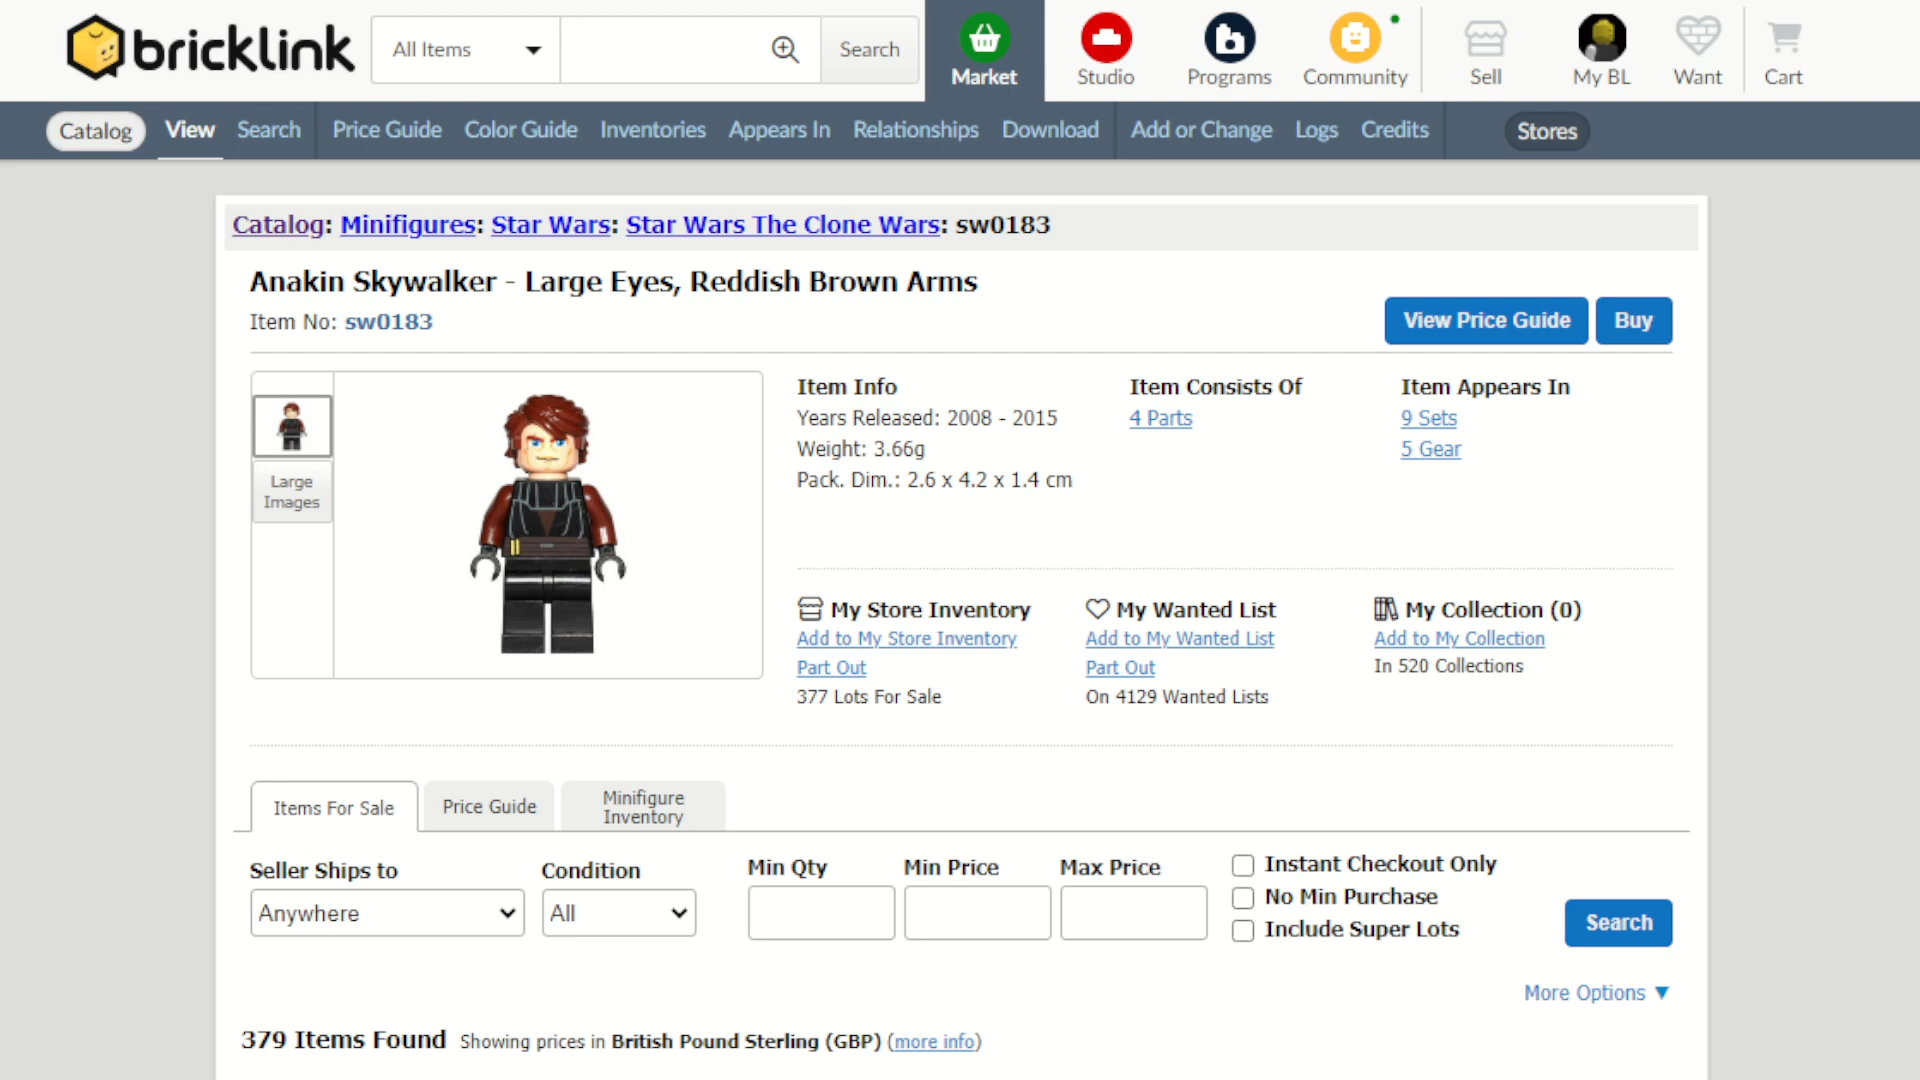 bricklink
All Items
Search
Market
Studio
Programs
Community
Sell
My BL
Want
Cart
Catalog
View
Search
Price Guide
Color Guide
Inventories
Appears In
Relationships
Download
Add or Change
Logs
Credits
Stores
Catalog: Minifigures: Star Wars: Star Wars The Clone Wars: sw0183
Anakin Skywalker - Large Eyes, Reddish Brown Arms
Item No: sw0183
View Price Guide
Buy
Large
Images
Item Info
Years Released: 2008 - 2015
Weight: 3.66g
Pack. Dim.: 2.6 x 4.2 x 1.4 cm
Item Consists Of
4 Parts
Item Appears In
9 Sets
5 Gear
My Store Inventory
Add to My Store Inventory
Part Out
377 Lots For Sale
My Wanted List
Add to My Wanted List
Part Out
On 4129 Wanted Lists
My Collection (0)
Add to My Collection
In 520 Collections
Items For Sale
Price Guide
Minifigure
Inventory
Seller Ships to
Anywhere
Condition
All
Min Qty
Min Price
Max Price
Instant Checkout Only
No Min Purchase
Include Super Lots
Search
More Options ▼
379 Items Found Showing prices in British Pound Sterling (GBP) (more info)